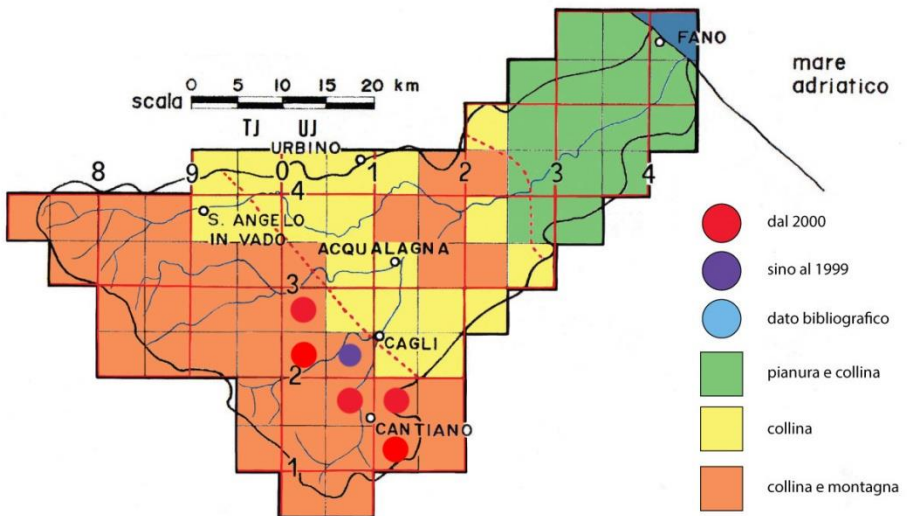 FANO
mare
adriatico
0 5 10 15 20 km
scala
TJ UJ
URBINO
8 9 0 1 2 3 4
4
S. ANGELO
IN VADO
ACQUALAGNA
3
CAGLI
2
CANTIANO
1
dal 2000
sino al 1999
dato bibliografico
pianura e collina
collina
collina e montagna